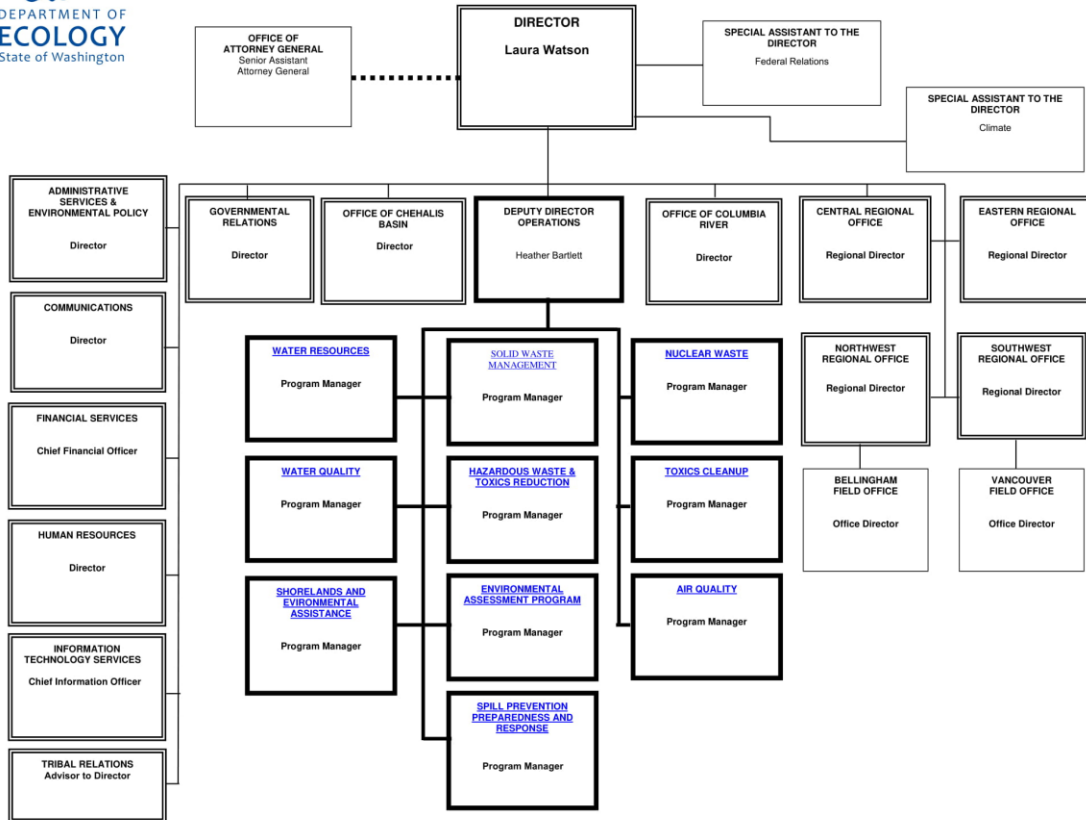 DEPARTMENT OF
ECOLOGY
State of Washington
OFFICE OF
ATTORNEY GENERAL
Senior Assistant
Attorney General
DIRECTOR
Laura Watson
SPECIAL ASSISTANT TO THE
DIRECTOR
Federal Relations
SPECIAL ASSISTANT TO THE
DIRECTOR
Climate
ADMINISTRATIVE
SERVICES &
ENVIRONMENTAL POLICY
Director
GOVERNMENTAL
RELATIONS
Director
OFFICE OF CHEHALIS
BASIN
Director
DEPUTY DIRECTOR
OPERATIONS
Heather Bartlett
OFFICE OF COLUMBIA
RIVER
Director
CENTRAL REGIONAL
OFFICE
Regional Director
EASTERN REGIONAL
OFFICE
Regional Director
COMMUNICATIONS
Director
WATER RESOURCES
Program Manager
SOLID WASTE
MANAGEMENT
Program Manager
NUCLEAR WASTE
Program Manager
NORTHWEST
REGIONAL OFFICE
Regional Director
SOUTHWEST
REGIONAL OFFICE
Regional Director
FINANCIAL SERVICES
Chief Financial Officer
WATER QUALITY
Program Manager
HAZARDOUS WASTE &
TOXICS REDUCTION
Program Manager
TOXICS CLEANUP
Program Manager
BELLINGHAM
FIELD OFFICE
Office Director
VANCOUVER
FIELD OFFICE
Office Director
HUMAN RESOURCES
Director
SHORELANDS AND
EVIRONMENTAL
ASSISTANCE
Program Manager
ENVIRONMENTAL
ASSESSMENT PROGRAM
Program Manager
AIR QUALITY
Program Manager
INFORMATION
TECHNOLOGY SERVICES
Chief Information Officer
SPILL PREVENTION
PREPAREDNESS AND
RESPONSE
Program Manager
TRIBAL RELATIONS
Advisor to Director